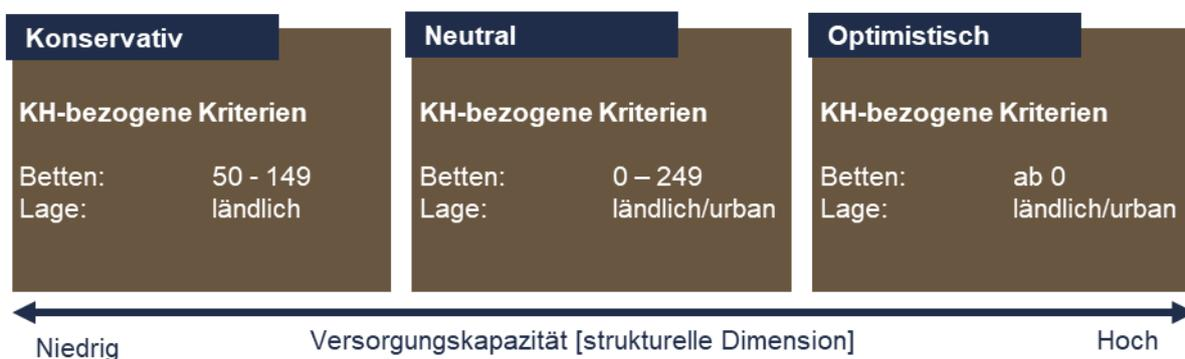 Konservativ
KH-bezogene Kriterien
Betten: 50 - 149
Lage: ländlich
Neutral
KH-bezogene Kriterien
Betten: 0 – 249
Lage: ländlich/urban
Optimistisch
KH-bezogene Kriterien
Betten: ab 0
Lage: ländlich/urban
Niedrig Versorgungskapazität [strukturelle Dimension] Hoch